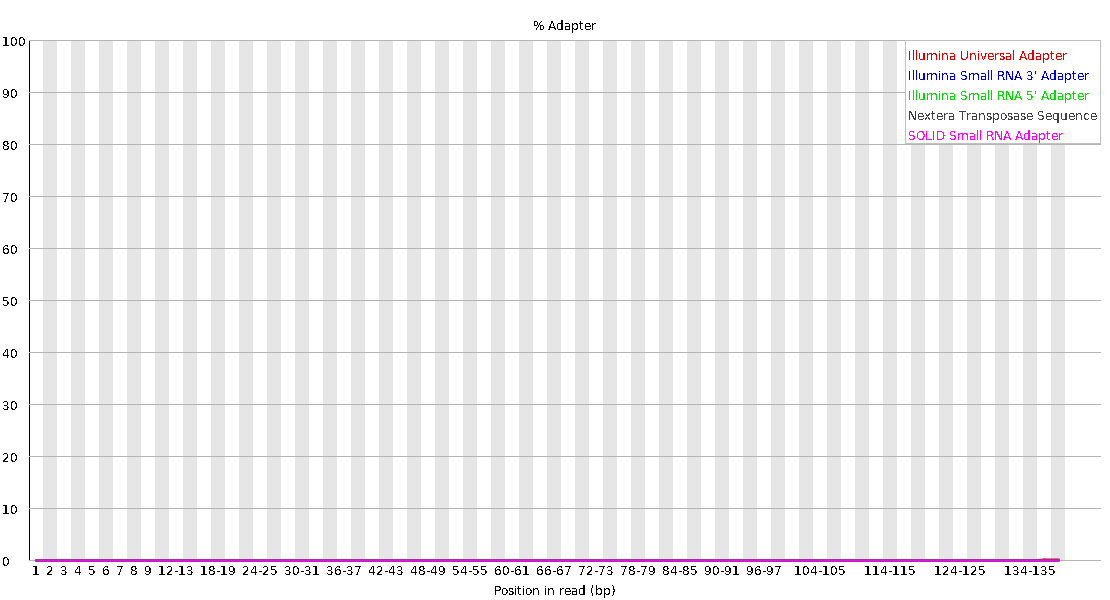 % Adapter
100
90
80
70
60
50
40
30
20
10
0
Illumina Universal Adapter
Illumina Small RNA 3' Adapter
Illumina Small RNA 5' Adapter
Nextera Transposase Sequence
SOLID Small RNA Adapter
1 2 3 4 5 6 7 8 9 12-13 18-19 24-25 30-31 36-37 42-43 48-49 54-55 60-61 66-67 72-73 78-79 84-85 90-91 96-97 104-105 114-115 124-125 134-135
Position in read (bp)